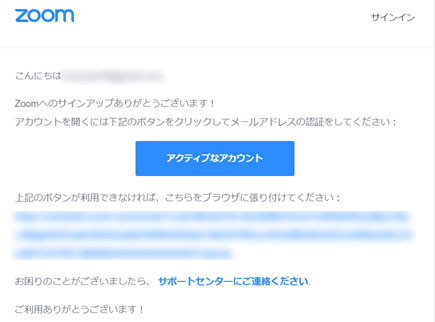 zoom
サインイン
こんにちは
Zoomへのサインアップありがとうございます！
アカウントを開くには下記のボタンをクリックしてメールアドレスの認証をしてください：
アクティブなアカウント
上記のボタンが利用できなければ、こちらをブラウザに張り付けてください：
お困りのことがございましたら、 サポートセンターにご連絡ください.
ご利用ありがとうございます！